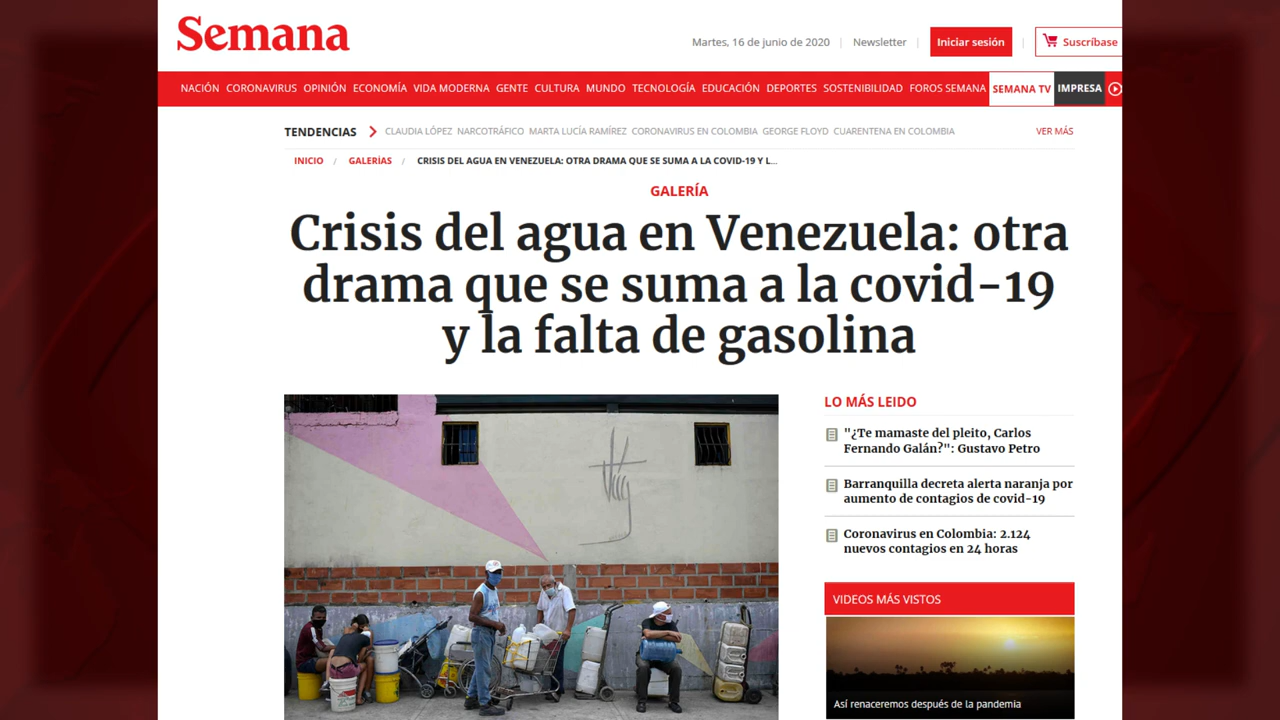 Semana
Martes, 16 de junio de 2020 | Newsletter | Iniciar sesión | Suscríbase
NACIÓN CORONAVIRUS OPINIÓN ECONOMÍA VIDA MODERNA GENTE CULTURA MUNDO TECNOLOGÍA EDUCACIÓN DEPORTES SOSTENIBILIDAD FOROS SEMANA SEMANA TV IMPRESA
TENDENCIAS CLAUDIA LÓPEZ NARCOTRÁFICO MARTA LUCÍA RAMÍREZ CORONAVIRUS EN COLOMBIA GEORGE FLOYD CUARENTENA EN COLOMBIA VER MÁS
INICIO / GALERÍAS / CRISIS DEL AGUA EN VENEZUELA: OTRA DRAMA QUE SE SUMA A LA COVID-19 Y L...
GALERÍA
Crisis del agua en Venezuela: otra
drama que se suma a la covid-19
y la falta de gasolina
LO MÁS LEIDO
"¿Te mamaste del pleito, Carlos
Fernando Galán?": Gustavo Petro
Barranquilla decreta alerta naranja por
aumento de contagios de covid-19
Coronavirus en Colombia: 2.124
nuevos contagios en 24 horas
VIDEOS MÁS VISTOS
Así renaceremos después de la pandemia